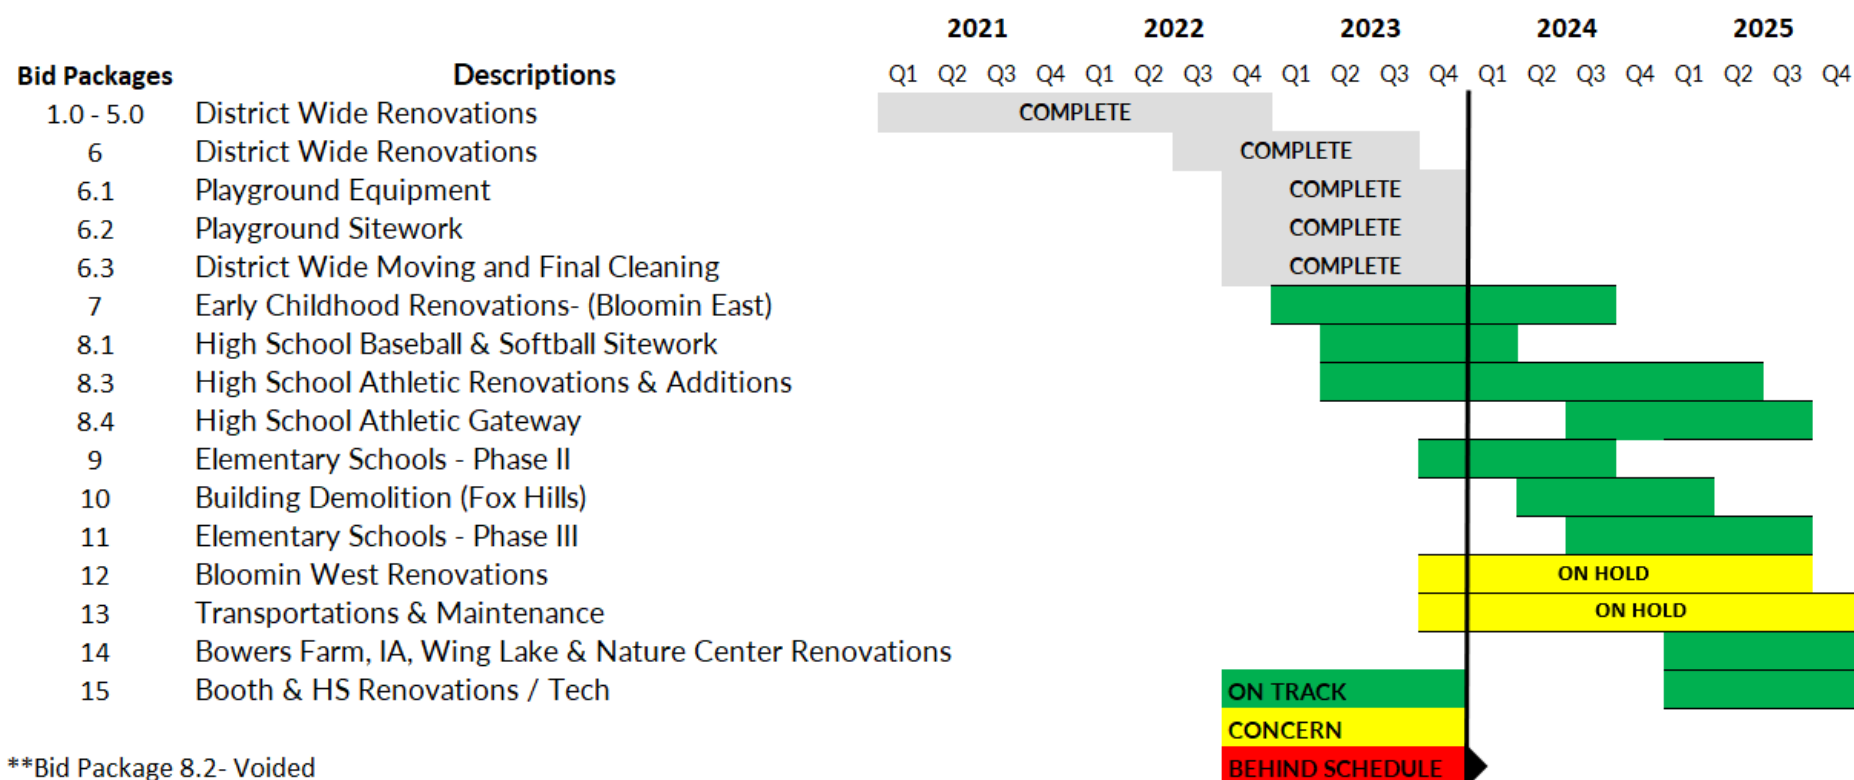 2021 2022 2023 2024 2025
Bid Packages Descriptions Q1 Q2 Q3 Q4 Q1 Q2 Q3 Q4 Q1 Q2 Q3 Q4 Q1 Q2 Q3 Q4 Q1 Q2 Q3 Q4
1.0 - 5.0 District Wide Renovations COMPLETE
6 District Wide Renovations COMPLETE
6.1 Playground Equipment COMPLETE
6.2 Playground Sitework COMPLETE
6.3 District Wide Moving and Final Cleaning COMPLETE
7 Early Childhood Renovations- (Bloomin East)
8.1 High School Baseball & Softball Sitework
8.3 High School Athletic Renovations & Additions
8.4 High School Athletic Gateway
9 Elementary Schools - Phase II
10 Building Demolition (Fox Hills)
11 Elementary Schools - Phase III
12 Bloomin West Renovations ON HOLD
13 Transportations & Maintenance ON HOLD
14 Bowers Farm, IA, Wing Lake & Nature Center Renovations
15 Booth & HS Renovations / Tech ON TRACK
CONCERN
**Bid Package 8.2- Voided BEHIND SCHEDULE